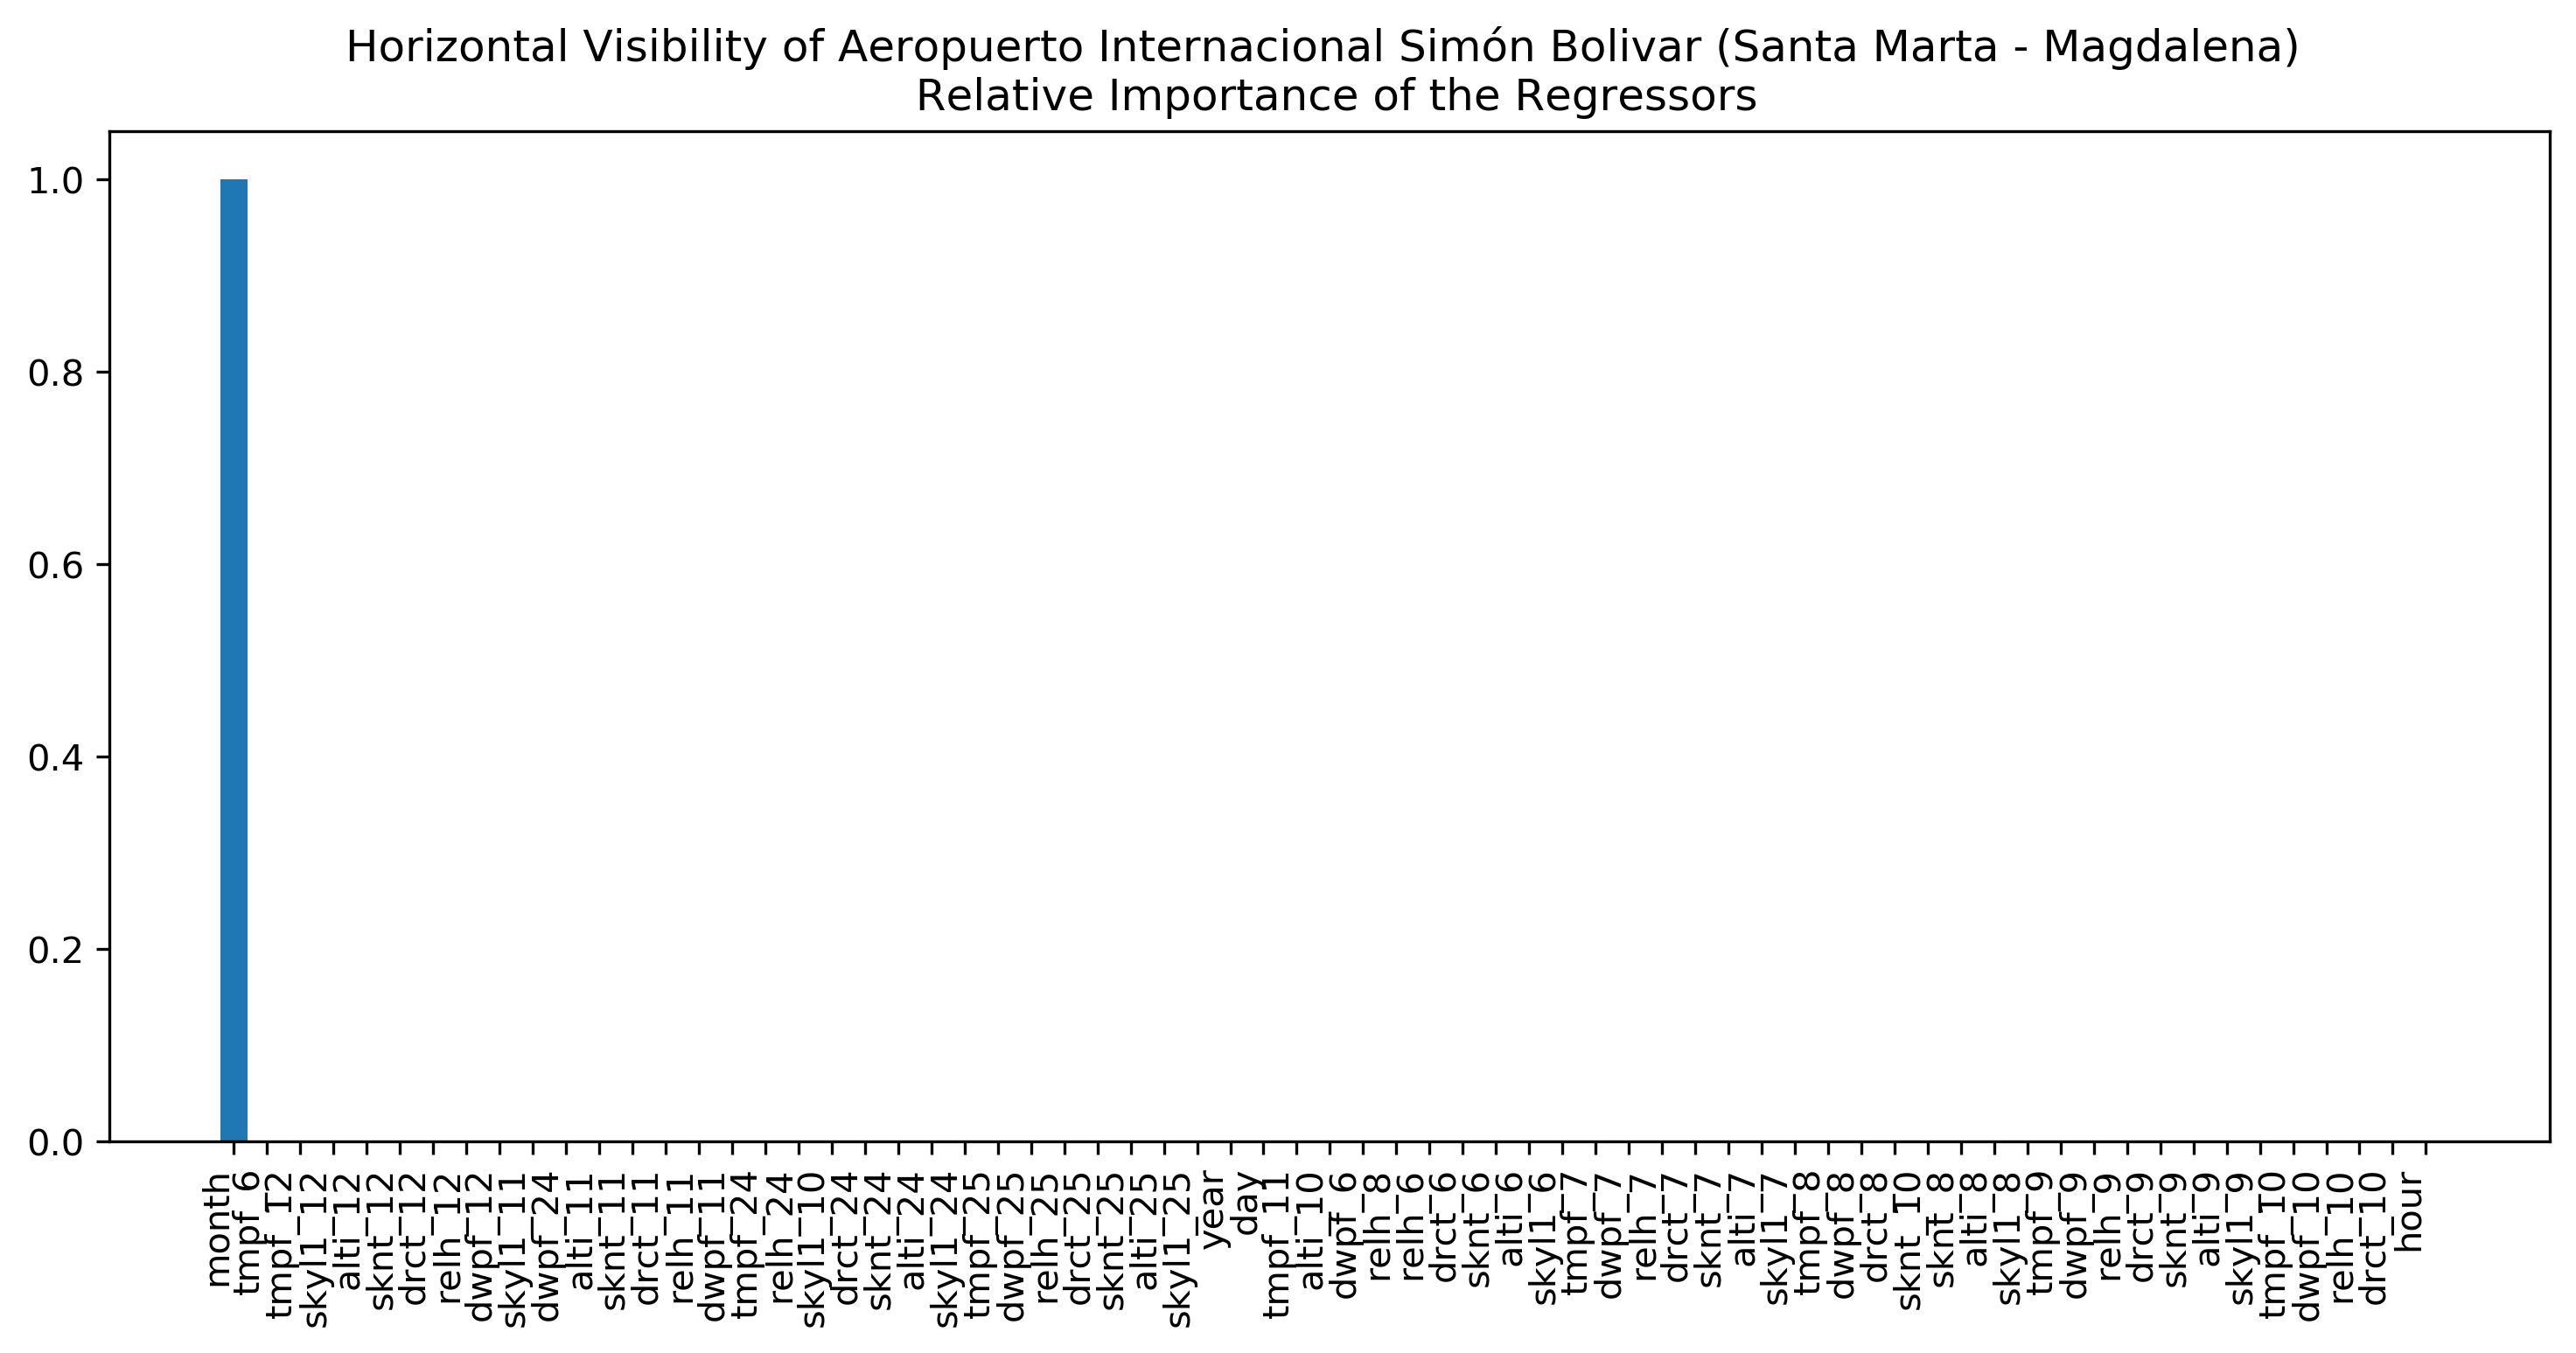 Horizontal Visibility of Aeropuerto Internacional Simón Bolivar (Santa Marta - Magdalena)
Relative Importance of the Regressors
1.0
0.8
0.6
0.4
0.2
0.0
month
tmpf_6
tmpf_12
skyl1_12
alti_12
sknt_12
drct_12
relh_12
dwpf_12
skyl1_11
dwpf_24
alti_11
sknt_11
drct_11
relh_11
dwpf_11
tmpf_24
relh_24
skyl1_10
drct_24
sknt_24
alti_24
skyl1_24
tmpf_25
dwpf_25
relh_25
drct_25
sknt_25
alti_25
skyl1_25
year
day
tmpf_11
alti_10
dwpf_6
relh_8
relh_6
drct_6
sknt_6
alti_6
skyl1_6
tmpf_7
dwpf_7
relh_7
drct_7
sknt_7
alti_7
skyl1_7
tmpf_8
dwpf_8
drct_8
sknt_10
sknt_8
alti_8
skyl1_8
tmpf_9
dwpf_9
relh_9
drct_9
sknt_9
alti_9
skyl1_9
tmpf_10
dwpf_10
relh_10
drct_10
hour